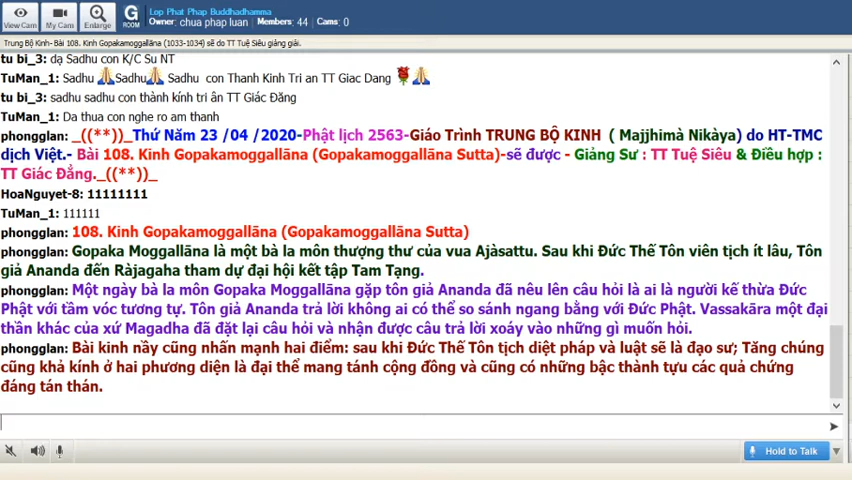 Lop Phat Phap Buddhadhamma
Owner: chua phap luan Members: 44 Cams: 0
View Cam My Cam Enlarge G ROOM
Trung Bộ Kinh- Bài 108. Kinh Gopakamoggallāna (1033-1034) sẽ do TT Tuệ Siêu giảng giải.
tu bi_3: dạ Sadhu con K/C Su NT
TuMan_1: Sadhu Sadhu Sadhu con Thanh Kinh Tri an TT Giac Dang
tu bi_3: sadhu sadhu con thành kính tri ân TT Giác Đăng
TuMan_1: Da thua con nghe ro am thanh
phongglan: _((**))_Thứ Năm 23 /04 /2020-Phật lịch 2563-Giáo Trình TRUNG BỘ KINH ( Majjhimà Nikàya) do HT-TMC
dịch Việt.- Bài 108. Kinh Gopakamoggallāna (Gopakamoggallāna Sutta)-sẽ được - Giảng Sư : TT Tuệ Siêu & Điều hợp :
TT Giác Đẳng._((**))_
HoaNguyet-8: 11111111
TuMan_1: 111111
phongglan: 108. Kinh Gopakamoggallāna (Gopakamoggallāna Sutta)
phongglan: Gopaka Moggallāna là một bà la môn thượng thư của vua Ajàsattu. Sau khi Đức Thế Tôn viên tịch ít lâu, Tôn
giả Ananda đến Ràjagaha tham dự đại hội kết tập Tam Tạng.
phongglan: Một ngày bà la môn Gopaka Moggallāna gặp tôn giả Ananda đã nêu lên câu hỏi là ai là người kế thừa Đức
Phật với tầm vóc tương tự. Tôn giả Ananda trả lời không ai có thể so sánh ngang bằng với Đức Phật. Vassakāra một đại
thần khác của xứ Magadha đã đặt lại câu hỏi và nhận được câu trả lời xoáy vào những gì muốn hỏi.
phongglan: Bài kinh nầy cũng nhấn mạnh hai điểm: sau khi Đức Thế Tôn tịch diệt pháp và luật sẽ là đạo sư; Tăng chúng
cũng khả kính ở hai phương diện là đại thể mang tánh cộng đồng và cũng có những bậc thành tựu các quả chứng
đáng tán thán.
Hold to Talk